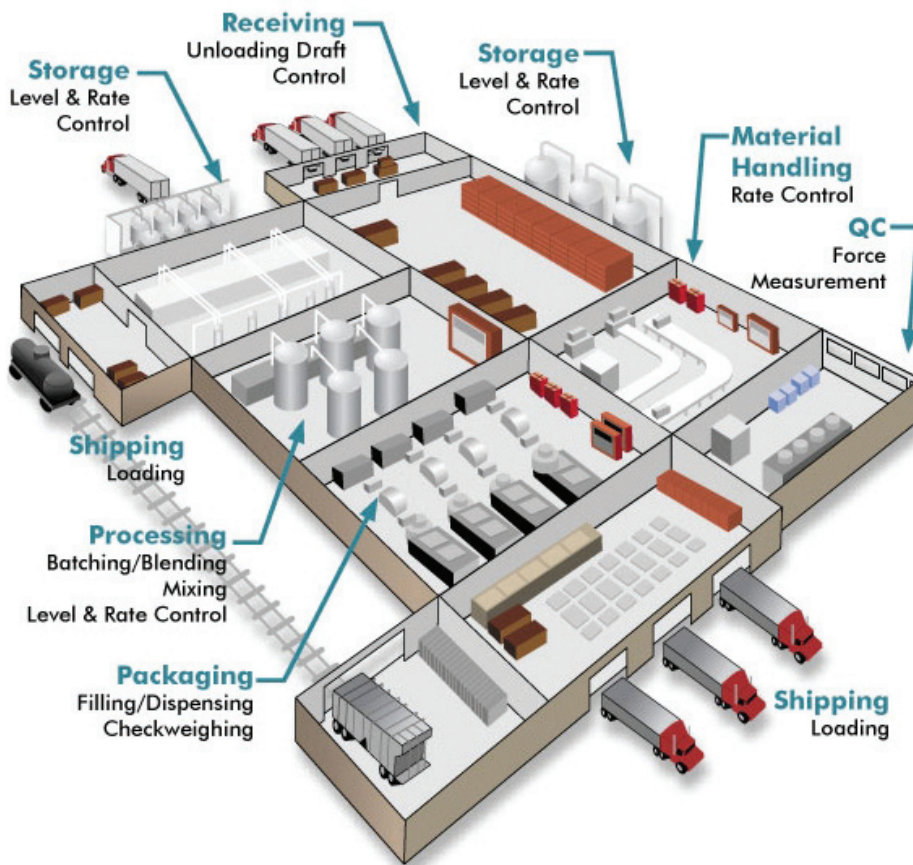 Receiving
Unloading Draft
Control
Storage
Level & Rate
Control
Storage
Level & Rate
Control
Material
Handling
Rate Control
QC
Force
Measurement
Shipping
Loading
Processing
Batching/Blending
Mixing
Level & Rate Control
Packaging
Filling/Dispensing
Checkweighing
Shipping
Loading